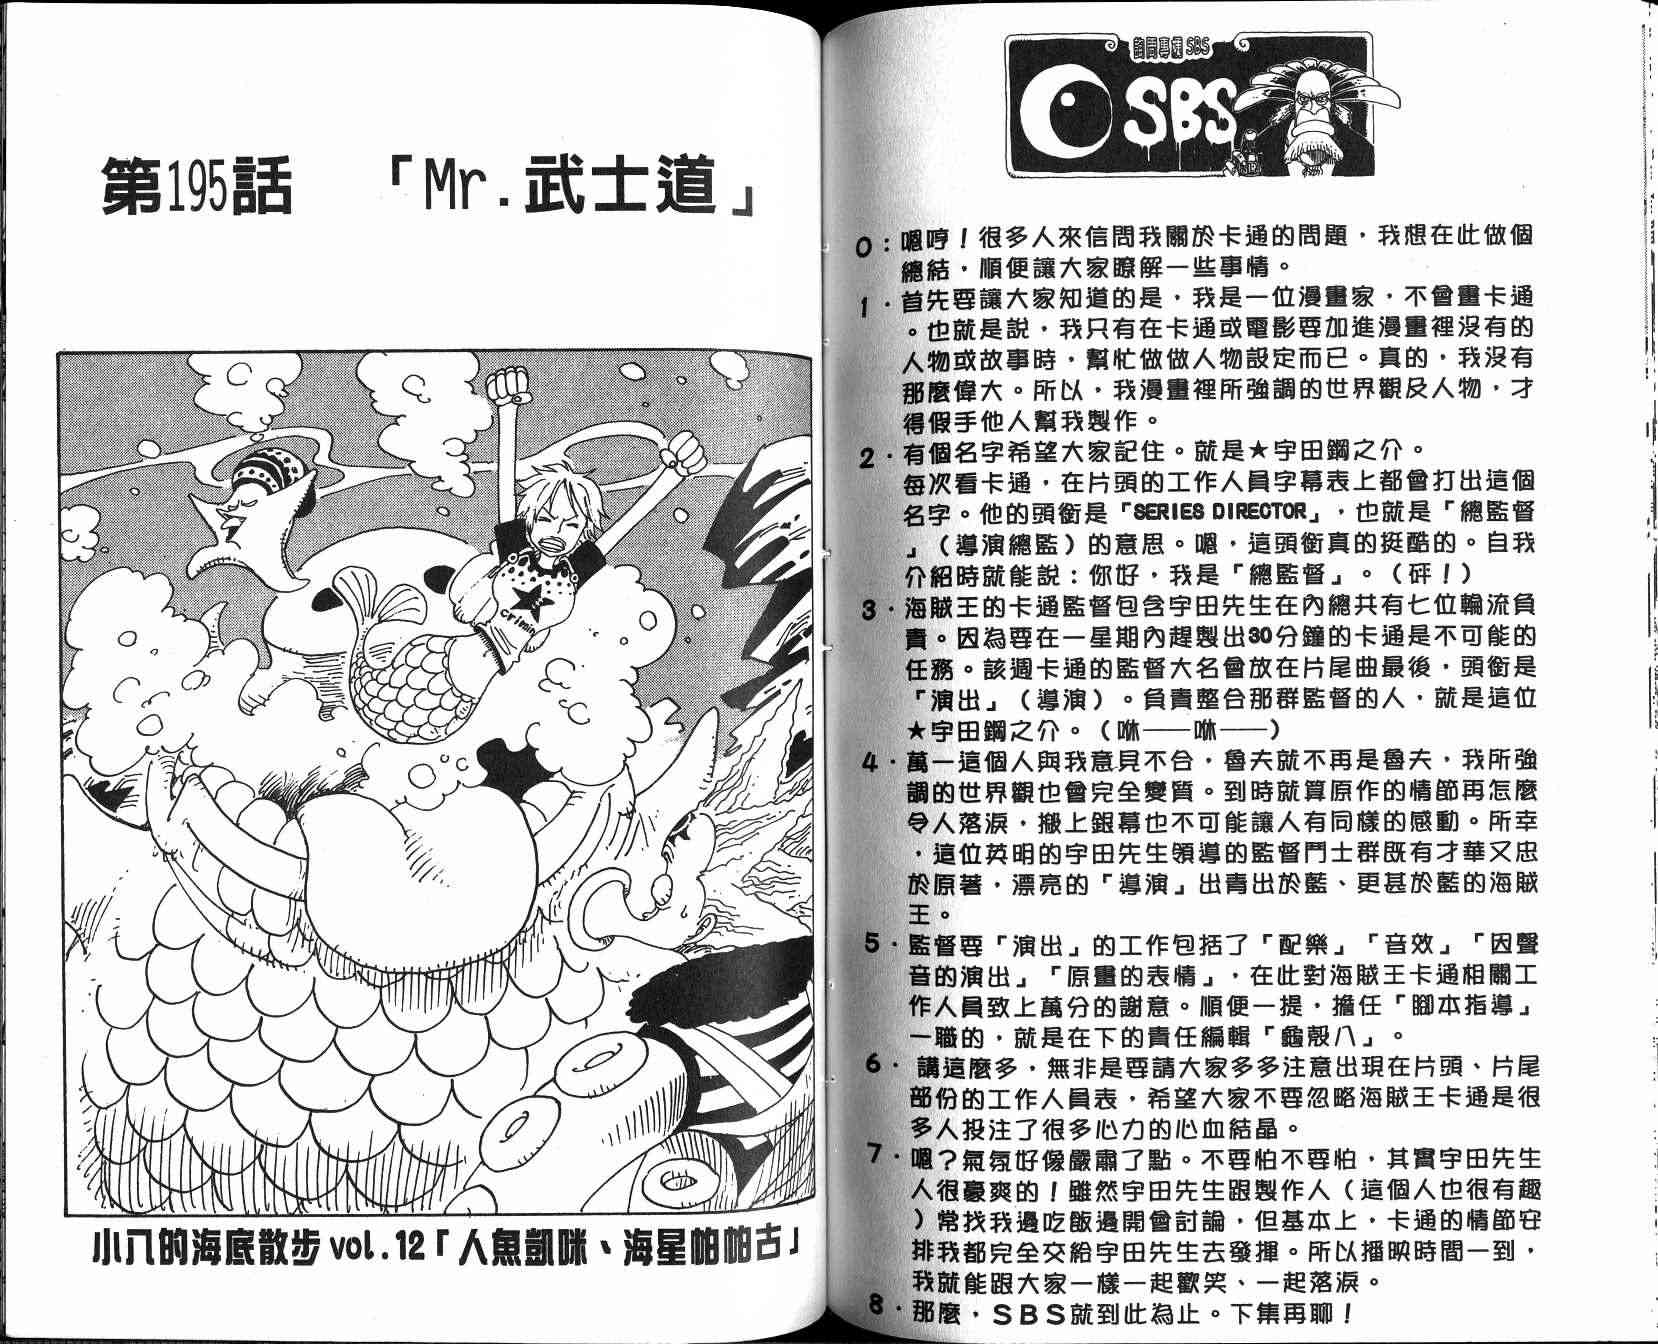 詢問專櫃SBS
SBS
O：嗯哼！很多人來信問我關於卡通的問題，我想在此做個
總結，順便讓大家瞭解一些事情。
1．首先要讓大家知道的是，我是一位漫畫家，不會畫卡通
。也就是說，我只有在卡通或電影要加進漫畫裡沒有的
人物或故事時，幫忙做做人物設定而已。真的，我沒有
那麼偉大。所以，我漫畫裡所強調的世界觀及人物，才
得假手他人幫我製作。
2．有個名字希望大家記住。就是★宇田鋼之介。
每次看卡通，在片頭的工作人員字幕表上都會打出這個
名字。他的頭銜是「SERIES DIRECTOR」，也就是「總監督
」（導演總監）的意思。嗯，這頭銜真的挺酷的。自我
介紹時就能說：你好，我是「總監督」。（砰！）
3．海賊王的卡通監督包含宇田先生在內總共有七位輪流負
責。因為要在一星期內趕製出30分鐘的卡通是不可能的
任務。該週卡通的監督大名會放在片尾曲最後，頭銜是
「演出」（導演）。負責整合那群監督的人，就是這位
★宇田鋼之介。（咻——咻——）
4．萬一這個人與我意見不合，魯夫就不再是魯夫，我所強
調的世界觀也會完全變質。到時就算原作的情節再怎麼
令人落淚，搬上銀幕也不可能讓人有同樣的感動。所幸
，這位英明的宇田先生領導的監督鬥士群既有才華又忠
於原著，漂亮的「導演」出青出於藍、更甚於藍的海賊
王。
5．監督要「演出」的工作包括了「配樂」「音效」「因聲
音的演出」「原畫的表情」，在此對海賊王卡通相關工
作人員致上萬分的謝意。順便一提，擔任「腳本指導」
一職的，就是在下的責任編輯「龜殼八」。
6．講這麼多，無非是要請大家多多注意出現在片頭、片尾
部份的工作人員表，希望大家不要忽略海賊王卡通是很
多人投注了很多心力的心血結晶。
7．嗯？氣氛好像嚴肅了點。不要怕不要怕，其實宇田先生
人很豪爽的！雖然宇田先生跟製作人（這個人也很有趣
）常找我邊吃飯邊開會討論，但基本上，卡通的情節安
排我都完全交給宇田先生去發揮。所以播映時間一到，
我就能跟大家一樣一起歡笑、一起落淚。
8．那麼，SBS就到此為止。下集再聊！
第195話 「Mr.武士道」
crimin
小八的海底散步 vol.12「人魚凱咪、海星帕帕古」